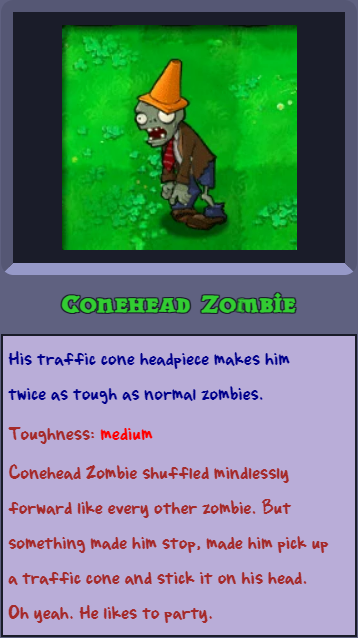 Conehead Zombie
His traffic cone headpiece makes him
twice as tough as normal zombies.
Toughness: medium
Conehead Zombie shuffled mindlessly
forward like every other zombie. But
something made him stop, made him pick up
a traffic cone and stick it on his head.
Oh yeah. He likes to party.